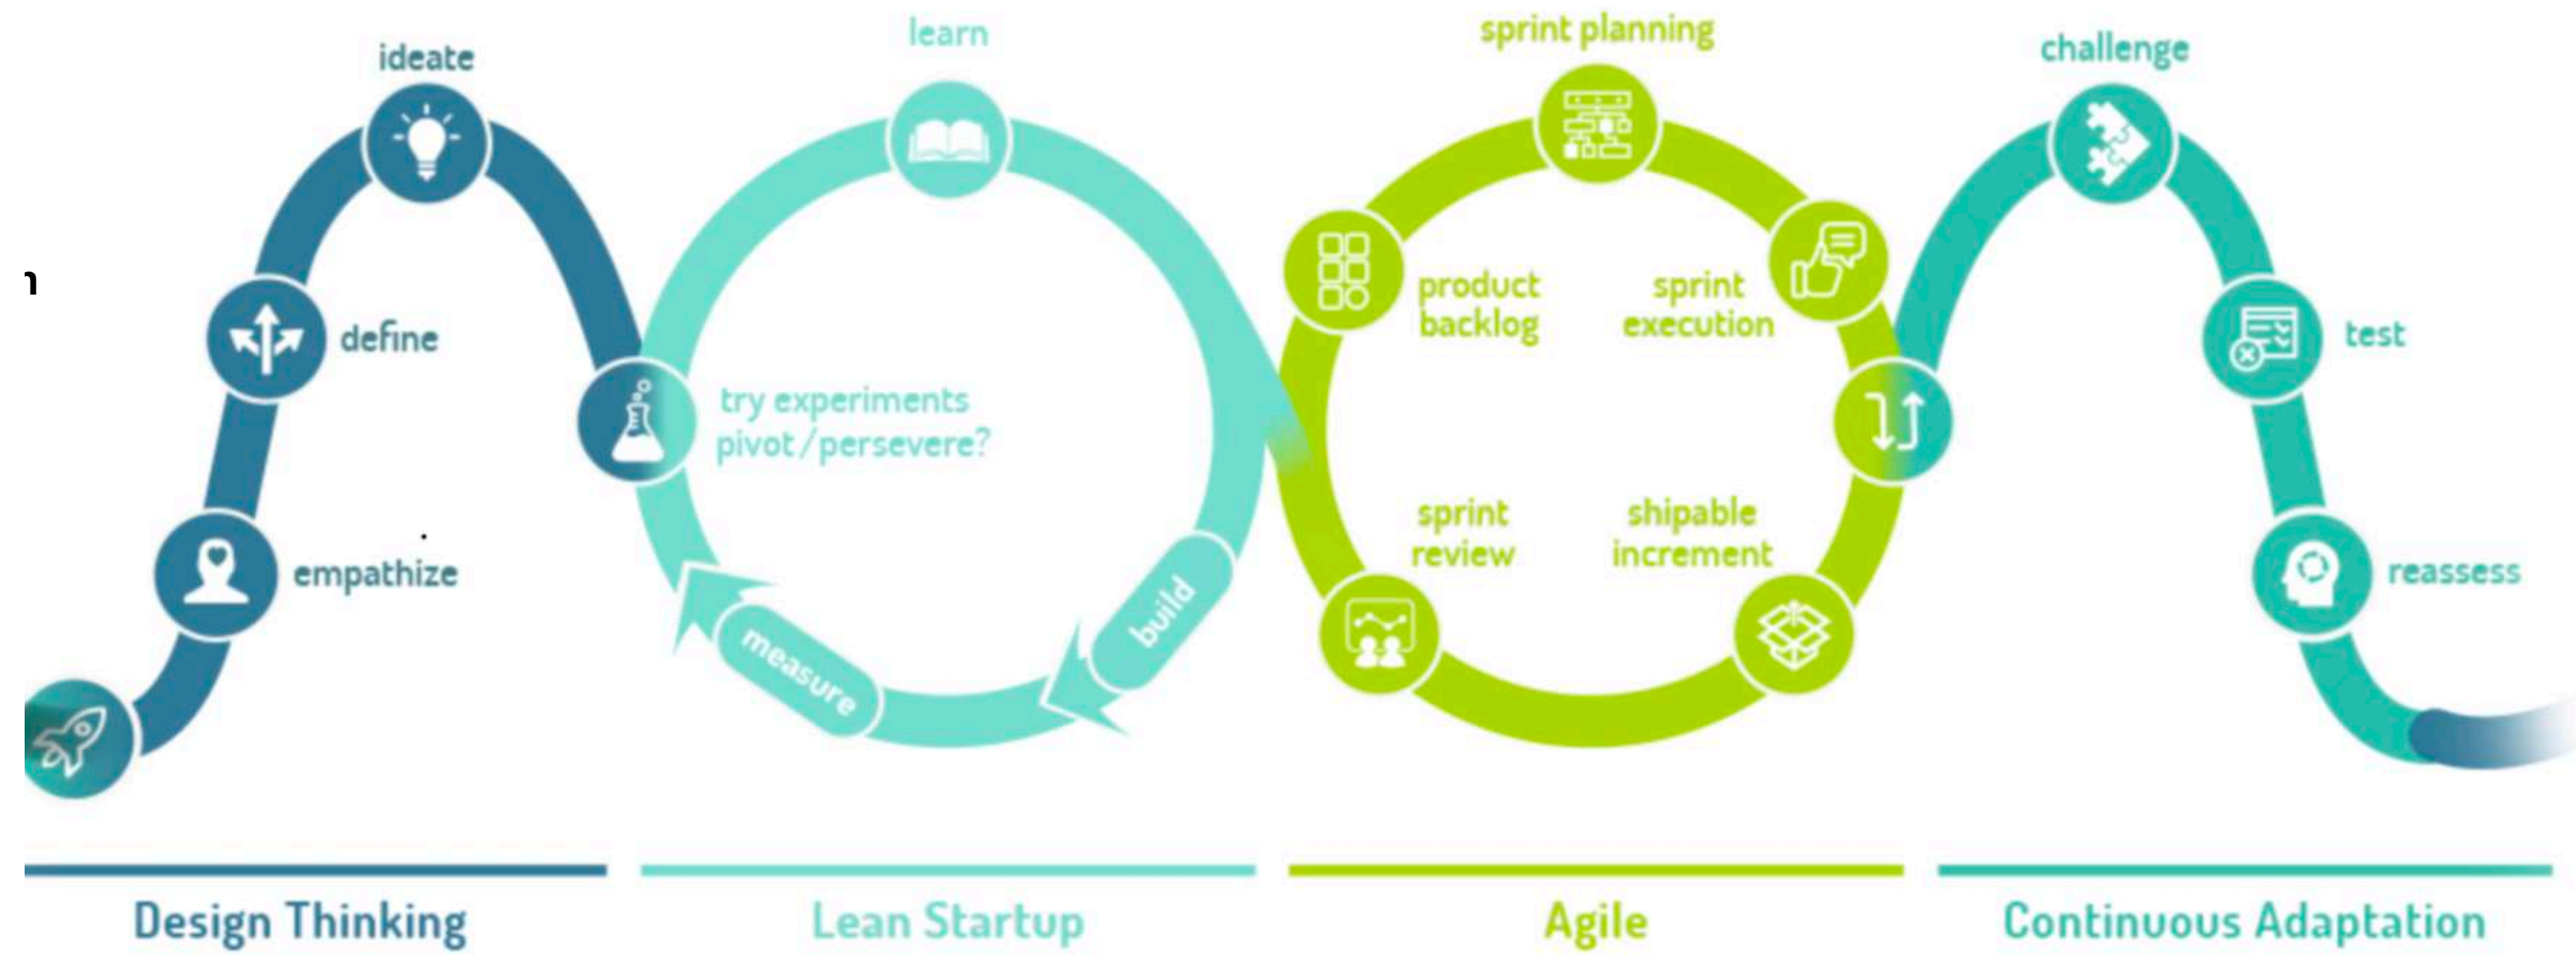 ideate
define
empathize
learn
try experiments
pivot/persevere?
build
measure
sprint planning
product
backlog
sprint
execution
sprint
review
shipable
increment
challenge
test
reassess
Design Thinking
Lean Startup
Agile
Continuous Adaptation